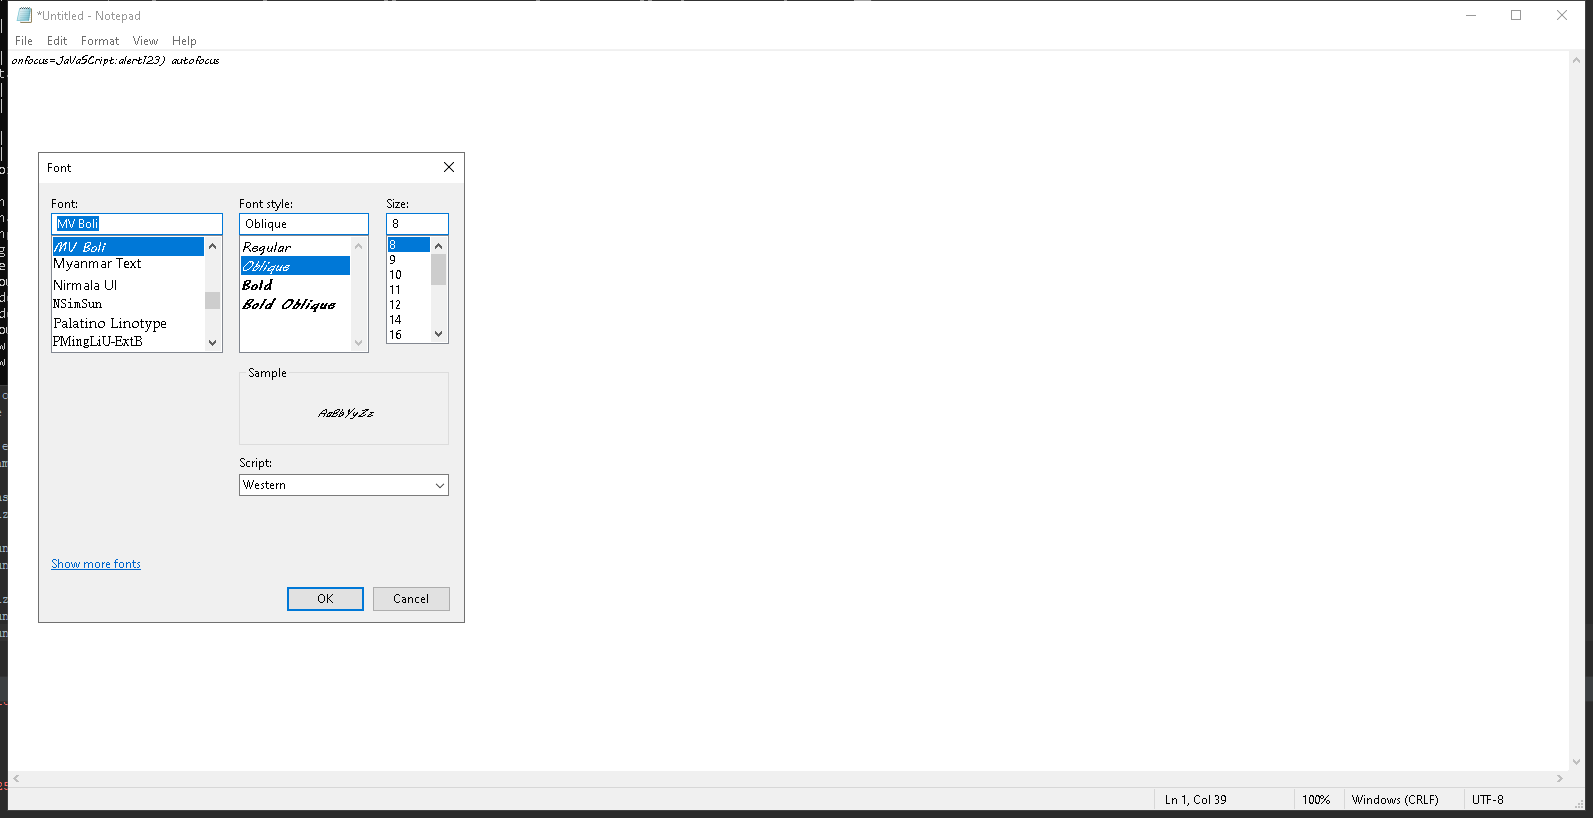 *Untitled - Notepad
File Edit Format View Help
onfocus=JaVaSCript:alert123) autofocus
Font
Font: Font style: Size:
MV Boli Oblique 8
MV Boli Regular 8
Myanmar Text Oblique 9
Nirmala UI Bold 10
NSimSun Bold Oblique 11
Palatino Linotype 12
PMingLiU-ExtB 14
16
Sample
AaBbYyZz
Script:
Western
Show more fonts
OK Cancel
Ln 1, Col 39 100% Windows (CRLF) UTF-8